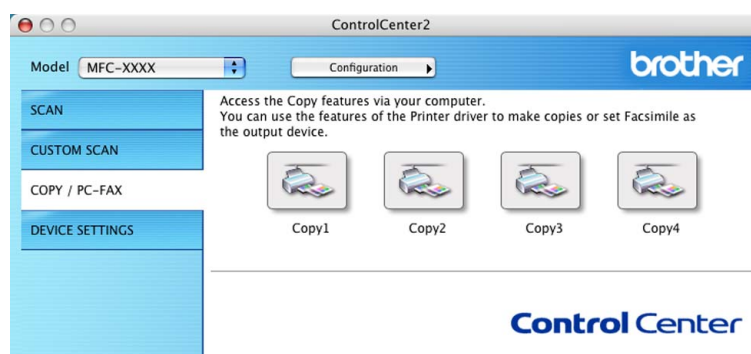 ControlCenter2
Model MFC-XXXX Configuration brother
SCAN
CUSTOM SCAN
COPY / PC-FAX
DEVICE SETTINGS
Access the Copy features via your computer.
You can use the features of the Printer driver to make copies or set Facsimile as
the output device.
Copy1 Copy2 Copy3 Copy4
Control Center